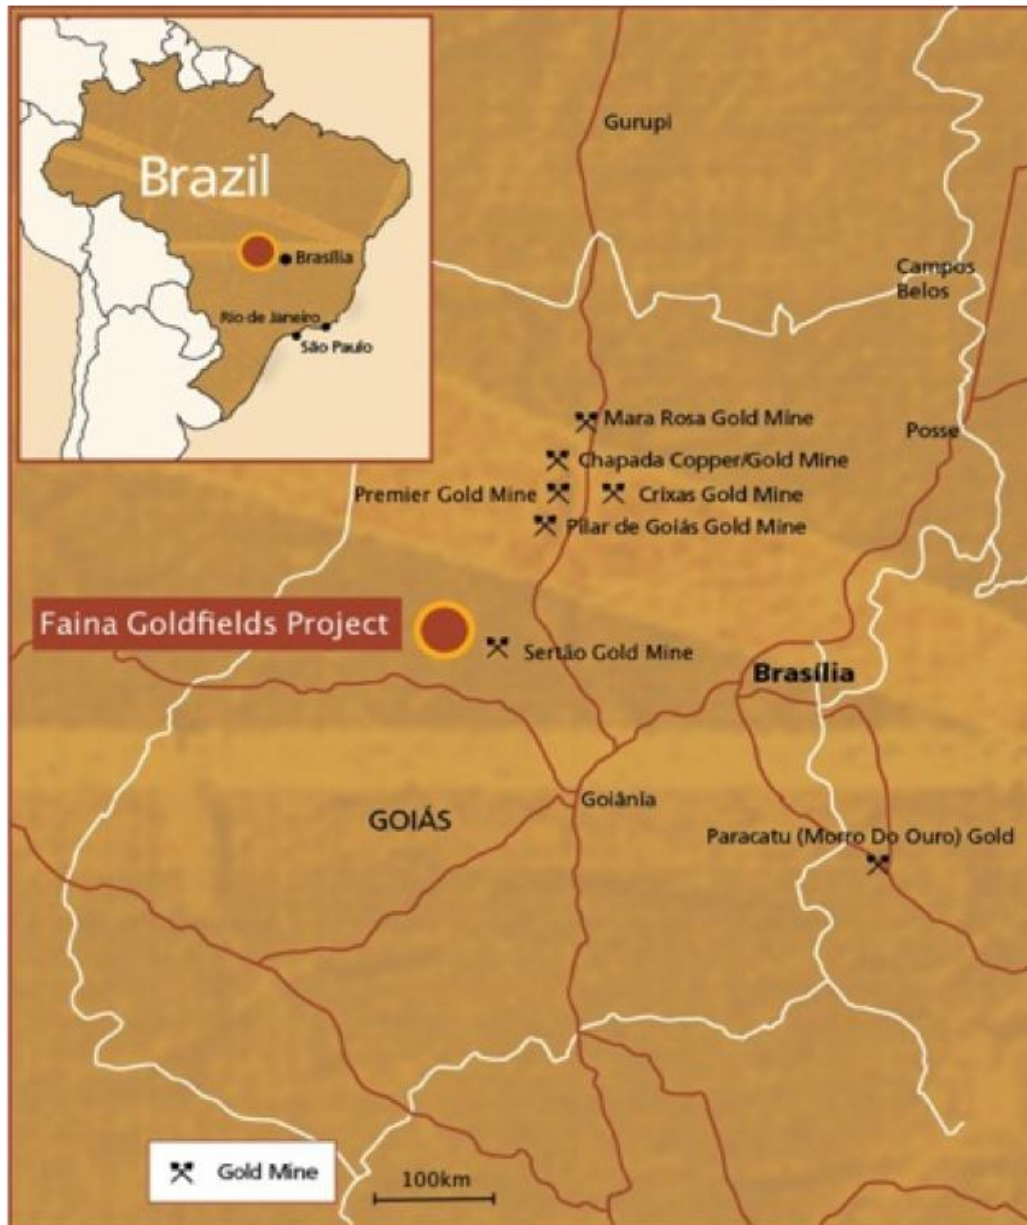 Brazil
Brasília
Rio de Janeiro
São Paulo
Gurupi
Campos
Belos
Mara Rosa Gold Mine
Posse
Chapada Copper/Gold Mine
Premier Gold Mine
Crixas Gold Mine
Pilar de Goiás Gold Mine
Faina Goldfields Project
Sertão Gold Mine
Brasília
Goiânia
GOIÁS
Paracatu (Morro Do Ouro) Gold
Gold Mine
100km